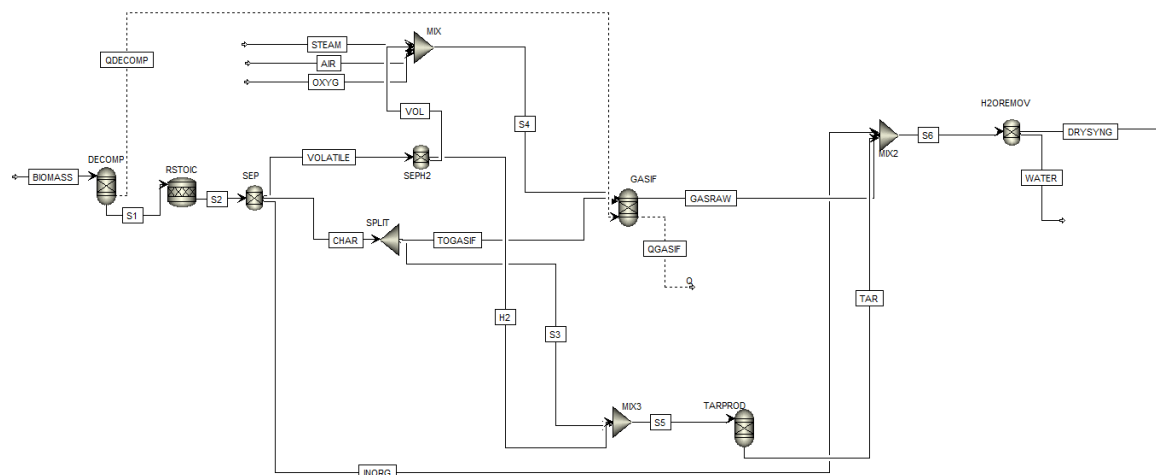 MIX
STEAM
QDECOMP
AIR
OXYG
H2OREMOV
VOL
S4
S6
DRYSYNG
MIX2
DECOMP
VOLATILE
RSTOIC
SEP
SEPH2
BIOMASS
WATER
GASIF
S2
GASRAW
S1
SPLIT
CHAR
TOGASIF
QGASIF
Q
TAR
H2
S3
MIX3
TARPROD
S5
INORG